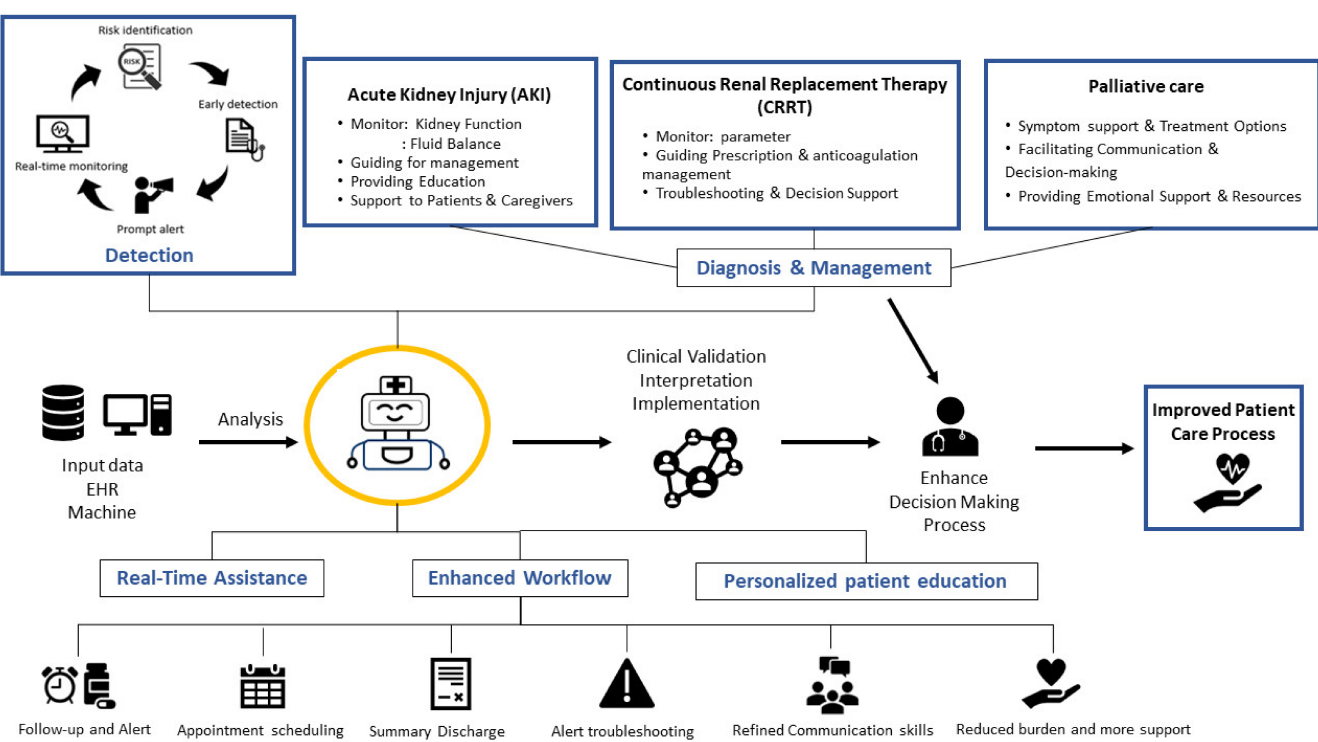 Risk identification
RISK
Early detection
Real-time monitoring
Prompt alert
Detection
Acute Kidney Injury (AKI)
• Monitor: Kidney Function
: Fluid Balance
• Guiding for management
• Providing Education
• Support to Patients & Caregivers
Continuous Renal Replacement Therapy
(CRRT)
• Monitor: parameter
• Guiding Prescription & anticoagulation
management
• Troubleshooting & Decision Support
Palliative care
• Symptom support & Treatment Options
• Facilitating Communication &
Decision-making
• Providing Emotional Support & Resources
Diagnosis & Management
Input data
EHR
Machine
Analysis
Clinical Validation
Interpretation
Implementation
Enhance
Decision Making
Process
Improved Patient
Care Process
Real-Time Assistance
Enhanced Workflow
Personalized patient education
Follow-up and Alert
Appointment scheduling
Summary Discharge
Alert troubleshooting
Refined Communication skills
Reduced burden and more support